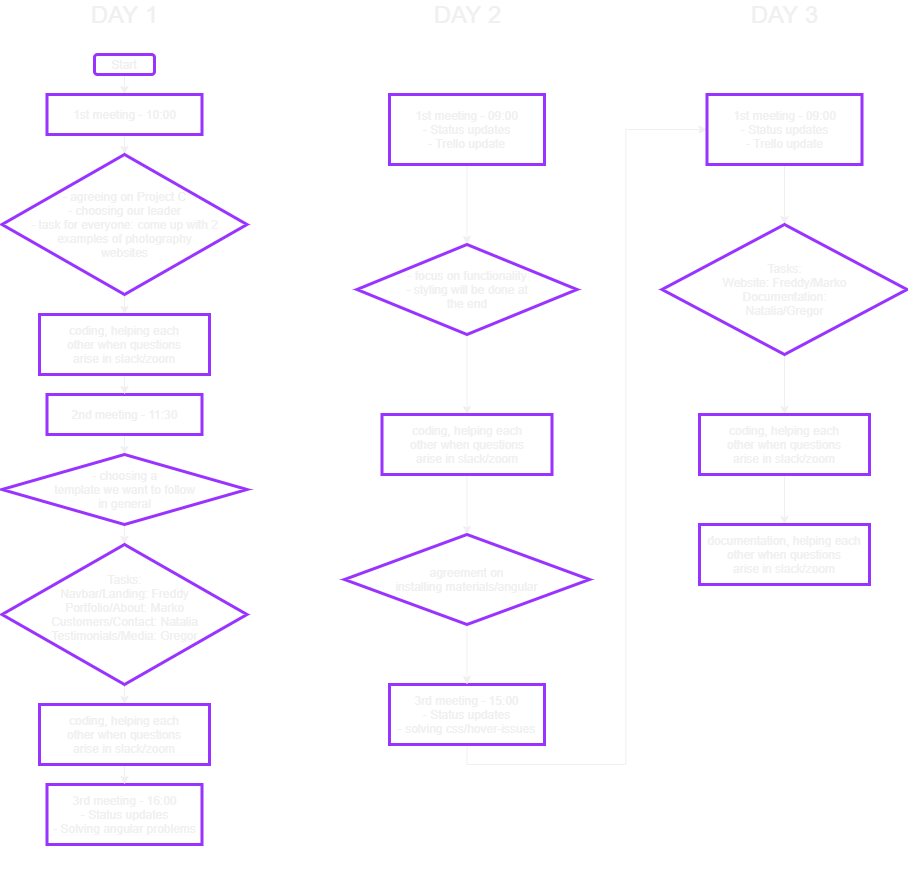 DAY 1
Start
1st meeting - 10:00
- agreeing on Project C
- choosing our leader
- task for everyone: come up with 2
examples of photography
websites
coding, helping each
other when questions
arise in slack/zoom
2nd meeting - 11:30
- choosing a
template we want to follow
in general
Tasks:
Navbar/Landing: Freddy
Portfolio/About: Marko
Customers/Contact: Natalia
Testimonials/Media: Gregor
coding, helping each
other when questions
arise in slack/zoom
3rd meeting - 16:00
- Status updates
- Solving angular problems
DAY 2
1st meeting - 09:00
- Status updates
- Trello update
- focus on functionality
- styling will be done at
the end
coding, helping each
other when questions
arise in slack/zoom
agreement on
installing materials/angular
3rd meeting - 15:00
- Status updates
- solving css/hover-issues
DAY 3
1st meeting - 09:00
- Status updates
- Trello update
Tasks:
Website: Freddy/Marko
Documentation:
Natalia/Gregor
coding, helping each
other when questions
arise in slack/zoom
documentation, helping each
other when questions
arise in slack/zoom